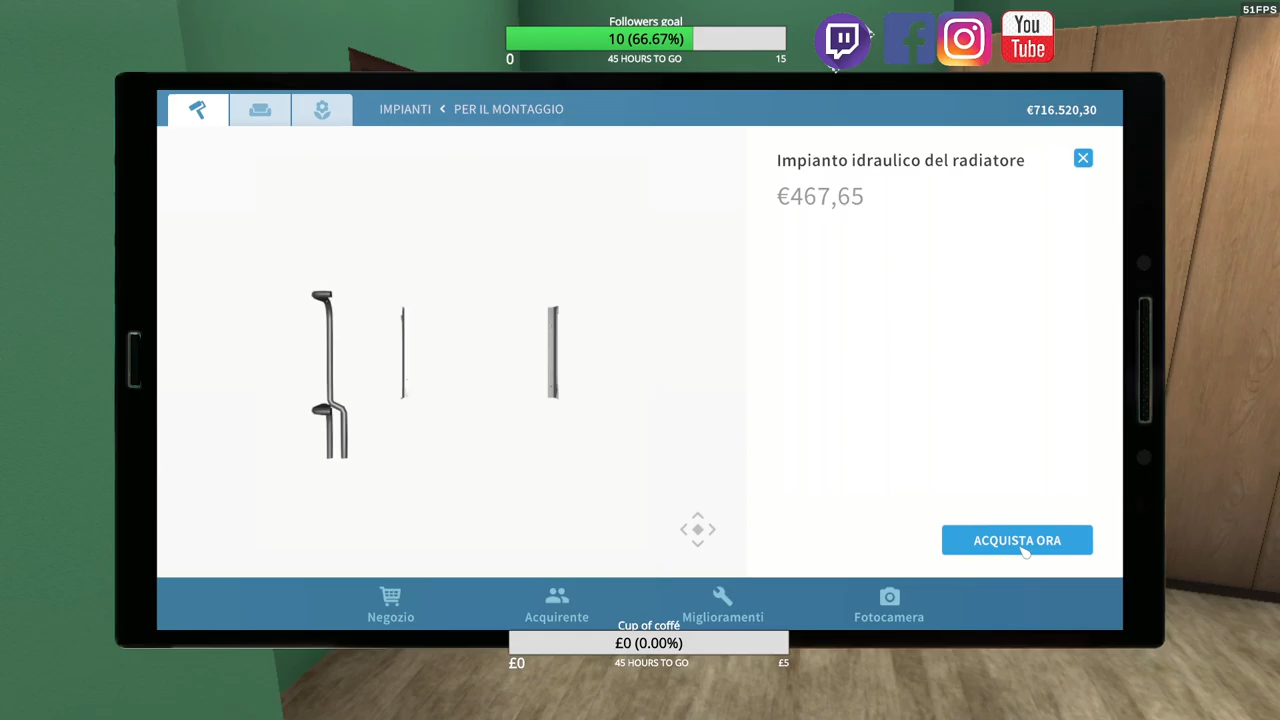 51FPS
Followers goal
10 (66.67%)
0
45 HOURS TO GO
15
You
Tube
IMPIANTI < PER IL MONTAGGIO
€716.520,30
Impianto idraulico del radiatore
€467,65
ACQUISTA ORA
Negozio
Acquirente
Miglioramenti
Fotocamera
Cup of coffé
£0 (0.00%)
£0
45 HOURS TO GO
£5